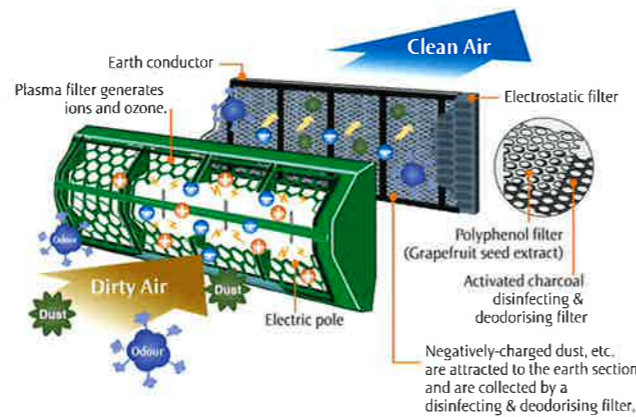 Clean Air
Earth conductor
Plasma filter generates
ions and ozone.
Electrostatic filter
Odour
Polyphenol filter
(Grapefruit seed extract)
Dirty Air
Dust
Dust
Activated charcoal
disinfecting &
deodorising filter
Electric pole
Odour
Negatively-charged dust, etc.
are attracted to the earth section
and are collected by a
disinfecting & deodorising filter,